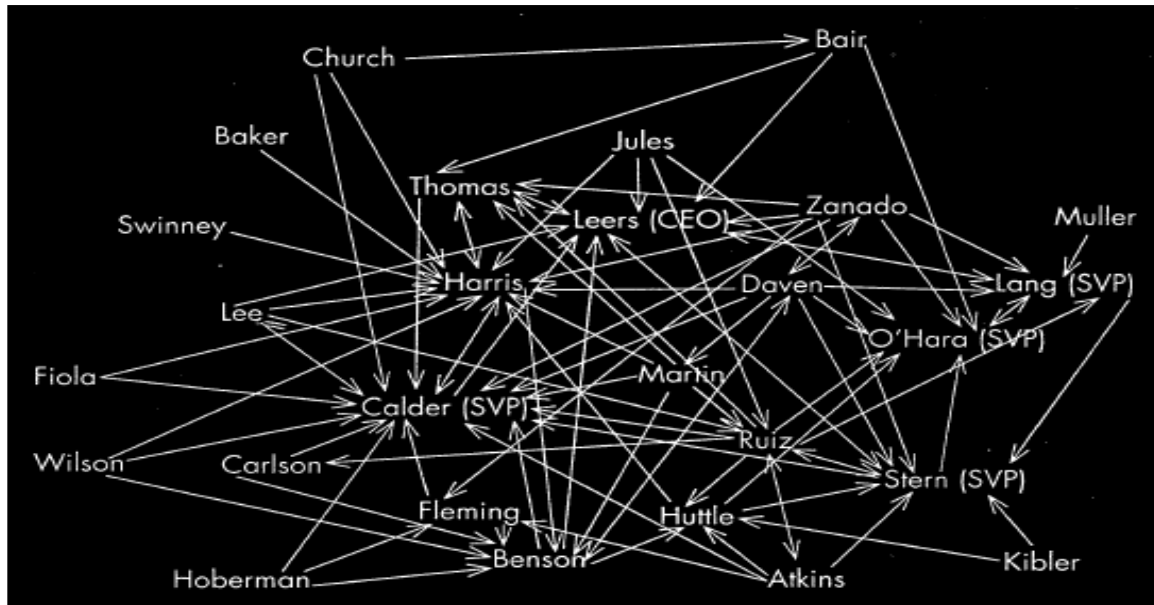 Bair
Church
Baker
Jules
Thomas
Zanado
Leers (CEO)
Muller
Swinney
Harris
Daven
Lang (SVP)
Lee
O'Hara (SVP)
Fiola
Martin
Calder (SVP)
Ruiz
Wilson
Carlson
Stern (SVP)
Fleming
Huttle
Benson
Kibler
Hoberman
Atkins